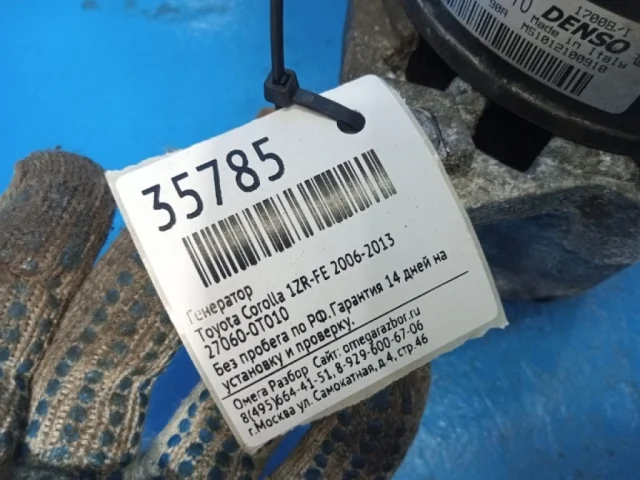 1700B/1
DENSO
90A Made in Italy
MS1012100910
35785
Генератор
Toyota Corolla 1ZR-FE 2006-2013
27060-0T010
Без пробега по РФ.Гарантия 14 дней на
установку и проверку.
Омега Разбор Сайт: omegarazbor.ru
8(495)664-41-51, 8-929-600-67-06
г.Москва ул. Самокатная, д.4, стр.46